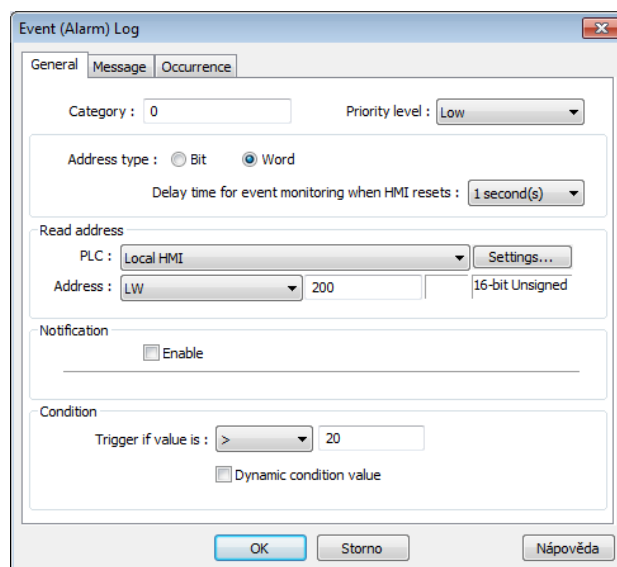 Event (Alarm) Log
General Message Occurrence
Category : 0 Priority level : Low
Address type : Bit Word
Delay time for event monitoring when HMI resets : 1 second(s)
Read address
PLC : Local HMI Settings...
Address : LW 200 16-bit Unsigned
Notification
Enable
Condition
Trigger if value is : > 20
Dynamic condition value
OK Storno Nápověda